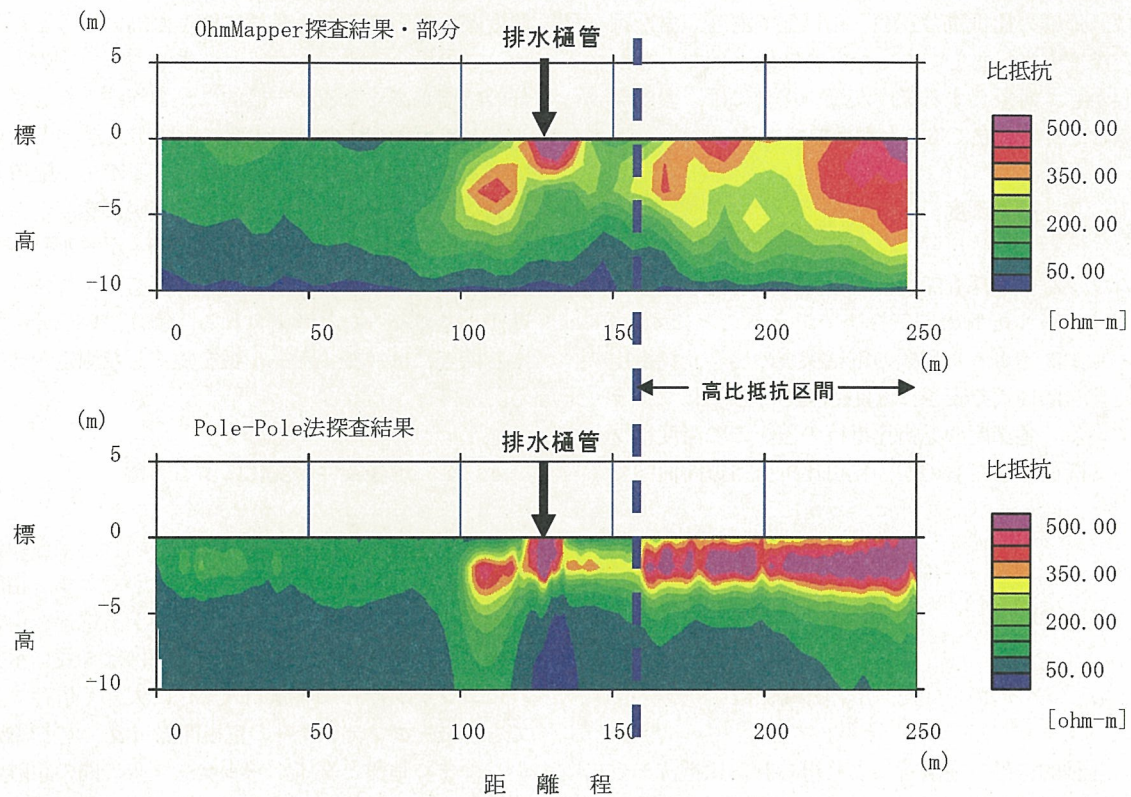 (m)
OhmMapper探査結果・部分
排水樋管
比抵抗
5
0
-5
-10
標
高
500.00
350.00
200.00
50.00
[ohm-m]
0 50 100 150 200 250
(m)
高比抵抗区間
(m)
Pole-Pole法探査結果
排水樋管
比抵抗
5
0
-5
-10
標
高
500.00
350.00
200.00
50.00
[ohm-m]
0 50 100 150 200 250
(m)
距離程